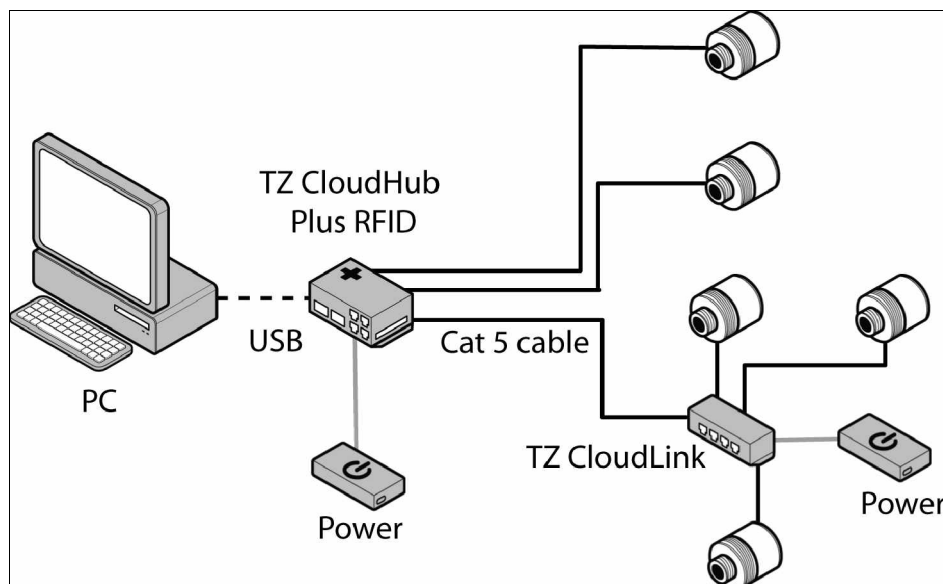 TZ CloudHub
Plus RFID
USB
Cat 5 cable
PC
TZ CloudLink
Power
Power